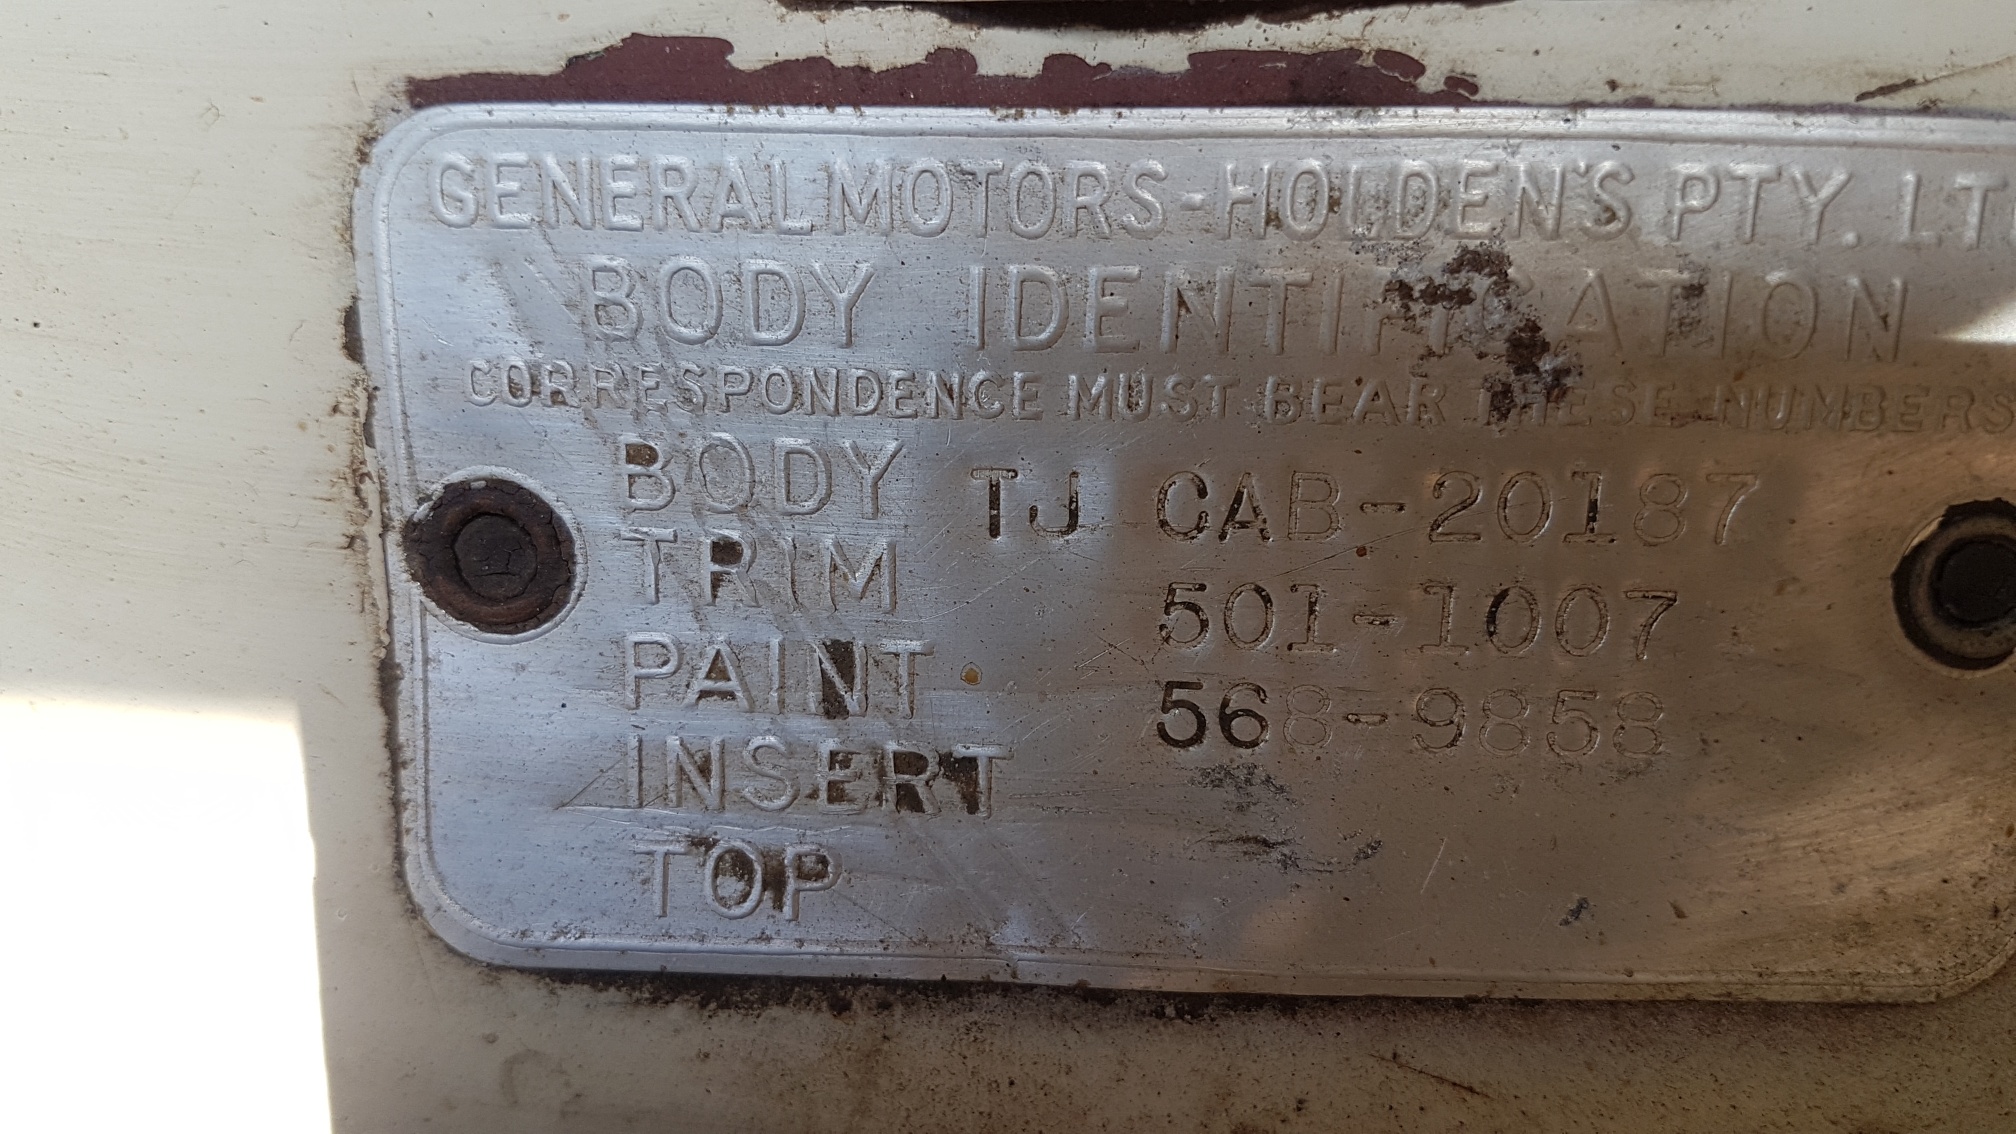 GENERAL MOTORS-HOLDEN'S PTY. LT
BODY IDENTIFICATION
CORRESPONDENCE MUST BEAR THESE NUMBERS
BODY TJ CAB-20187
TRIM 501-1007
PAINT 568-9858
INSERT
TOP